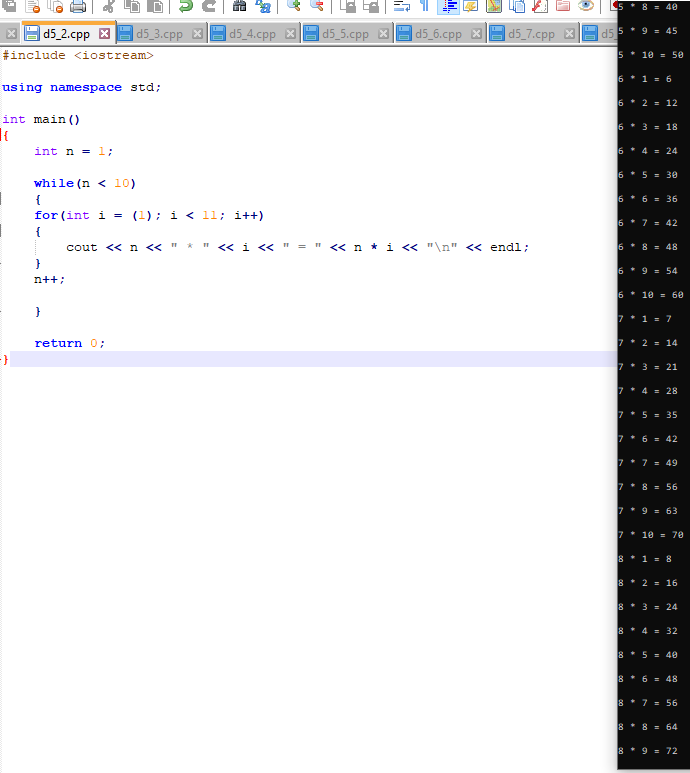 d5_2.cpp d5_3.cpp d5_4.cpp d5_5.cpp d5_6.cpp d5_7.cpp d5_
#include <iostream>
using namespace std;
int main()
{
int n = 1;
while(n < 10)
{
for(int i = (1); i < 11; i++)
{
cout << n << " * " << i << " = " << n * i << "\n" << endl;
}
n++;
}
return 0;
}
5 * 8 = 40
5 * 9 = 45
5 * 10 = 50
6 * 1 = 6
6 * 2 = 12
6 * 3 = 18
6 * 4 = 24
6 * 5 = 30
6 * 6 = 36
6 * 7 = 42
6 * 8 = 48
6 * 9 = 54
6 * 10 = 60
7 * 1 = 7
7 * 2 = 14
7 * 3 = 21
7 * 4 = 28
7 * 5 = 35
7 * 6 = 42
7 * 7 = 49
7 * 8 = 56
7 * 9 = 63
7 * 10 = 70
8 * 1 = 8
8 * 2 = 16
8 * 3 = 24
8 * 4 = 32
8 * 5 = 40
8 * 6 = 48
8 * 7 = 56
8 * 8 = 64
8 * 9 = 72